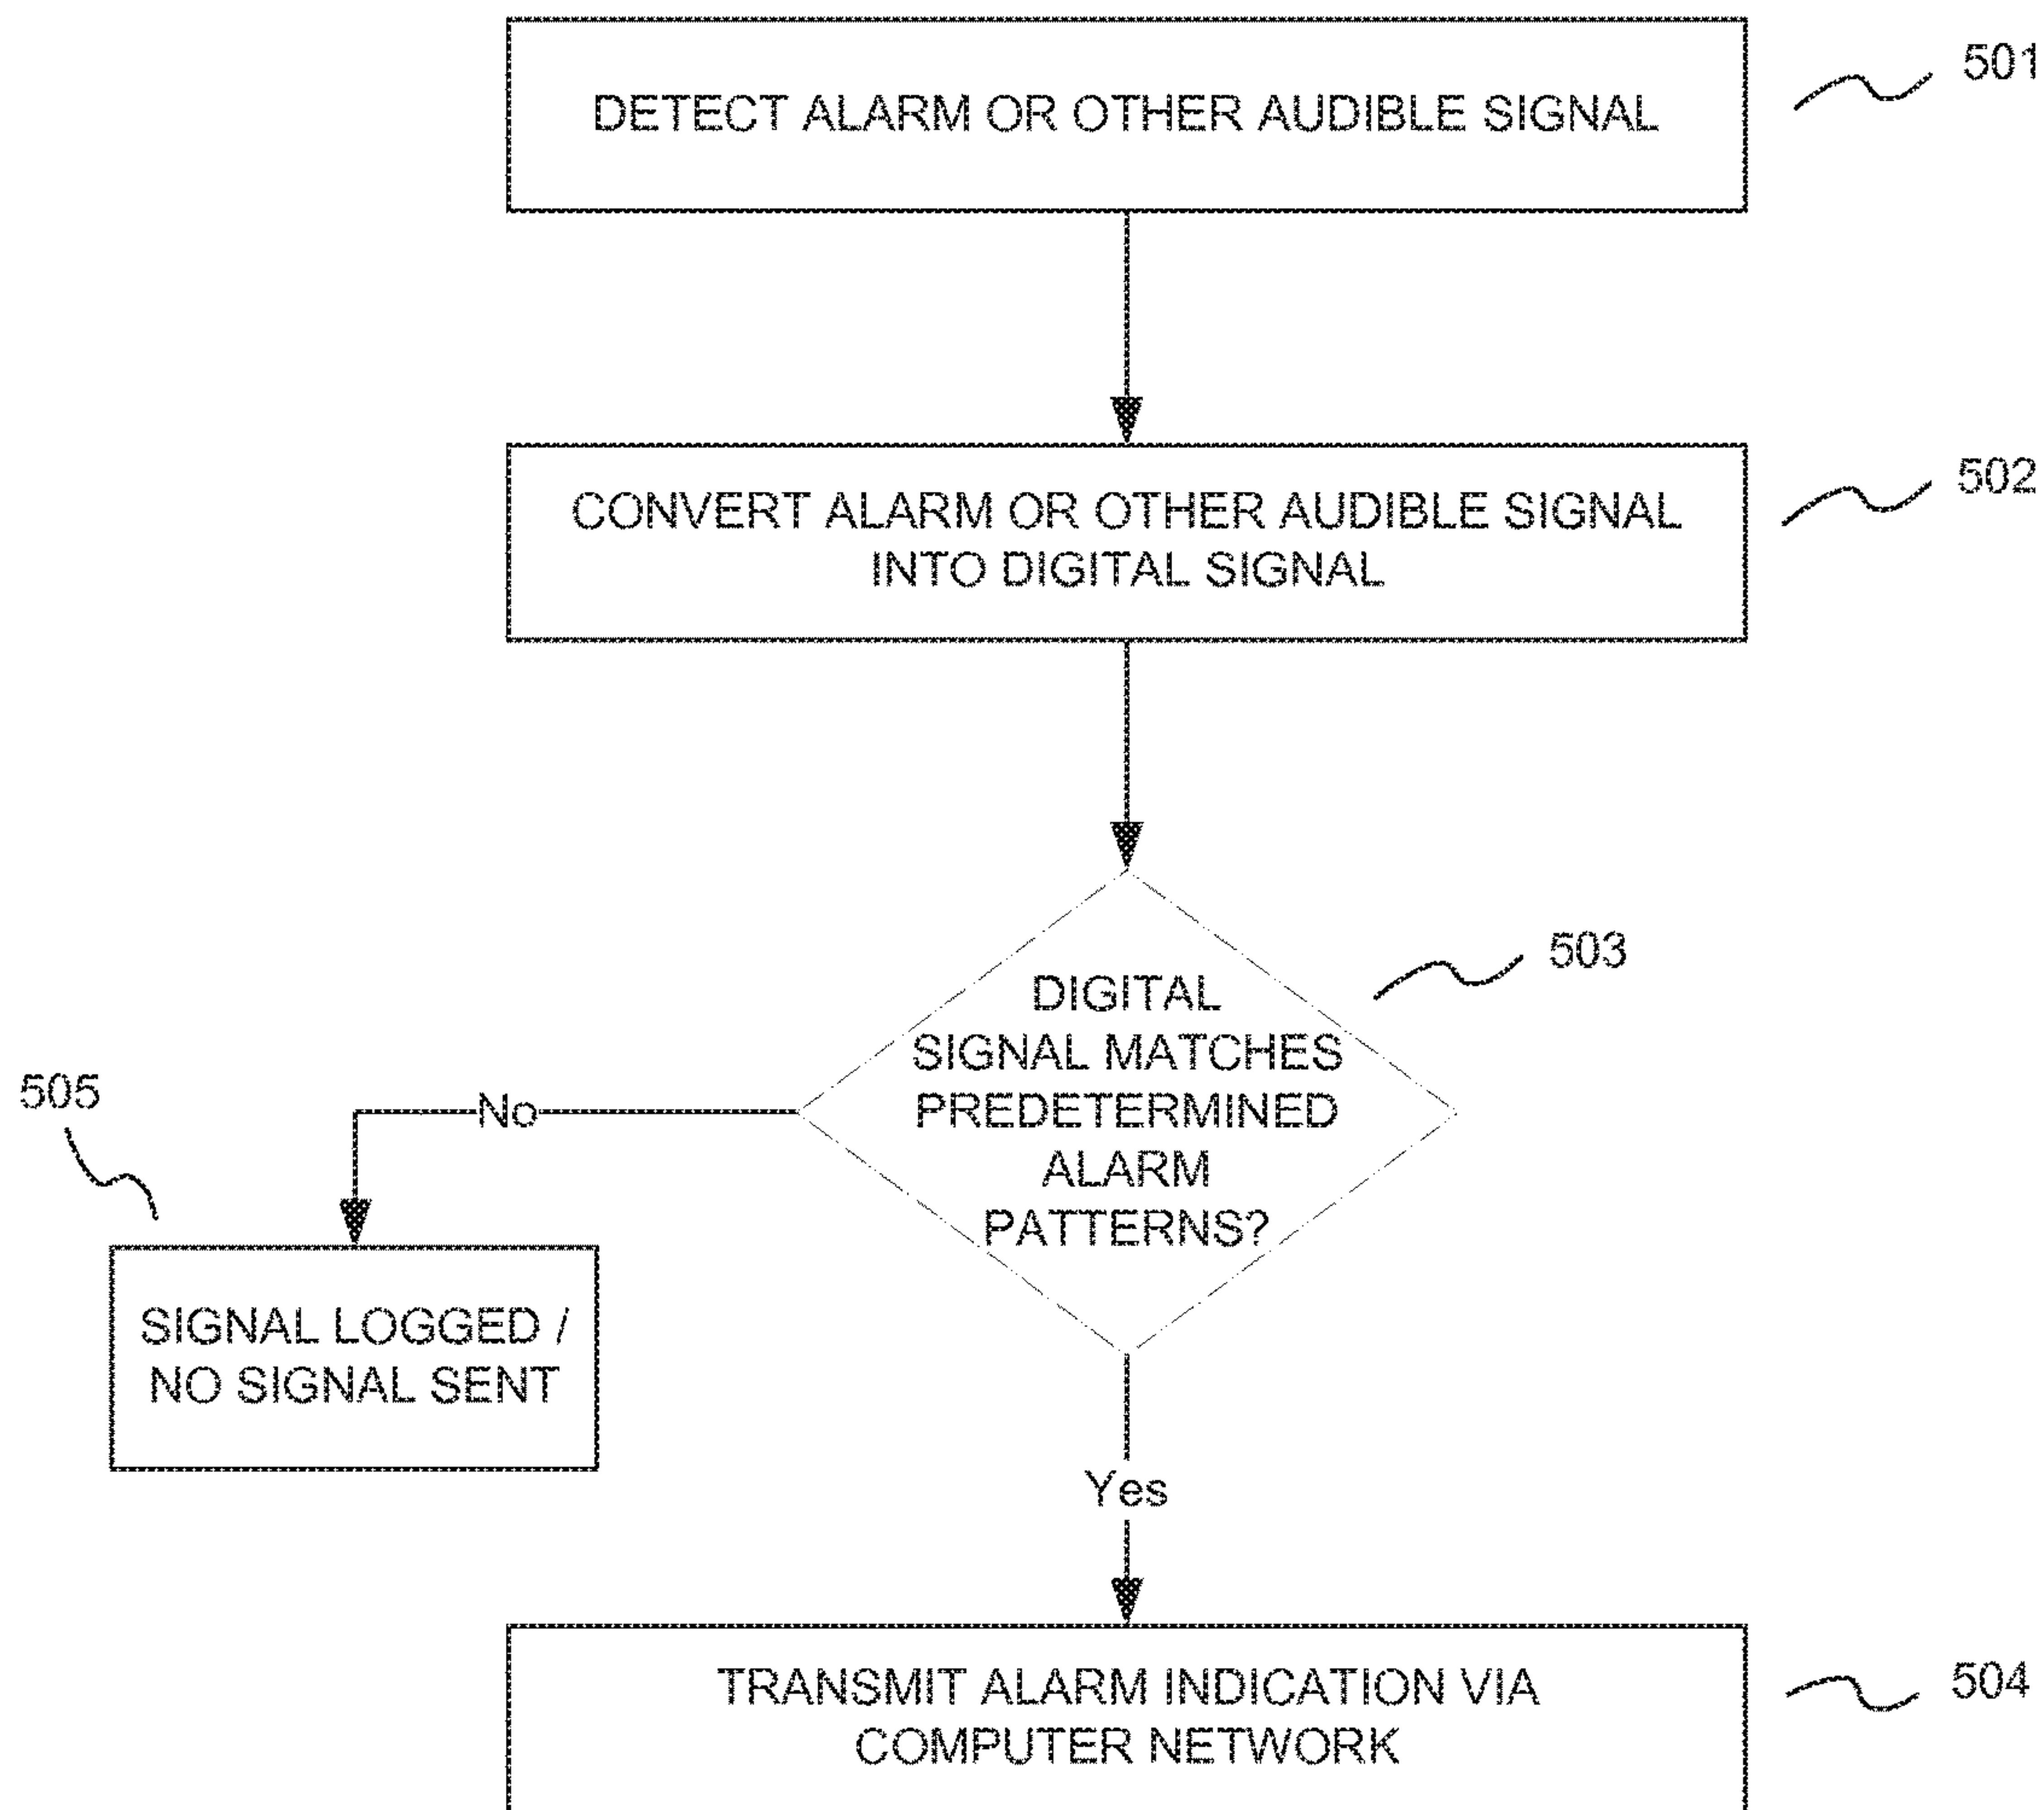 DETECT ALARM OR OTHER AUDIBLE SIGNAL
501
CONVERT ALARM OR OTHER AUDIBLE SIGNAL
INTO DIGITAL SIGNAL
502
DIGITAL
SIGNAL MATCHES
PREDETERMINED
ALARM
PATTERNS?
503
No
505
SIGNAL LOGGED /
NO SIGNAL SENT
Yes
TRANSMIT ALARM INDICATION VIA
COMPUTER NETWORK
504